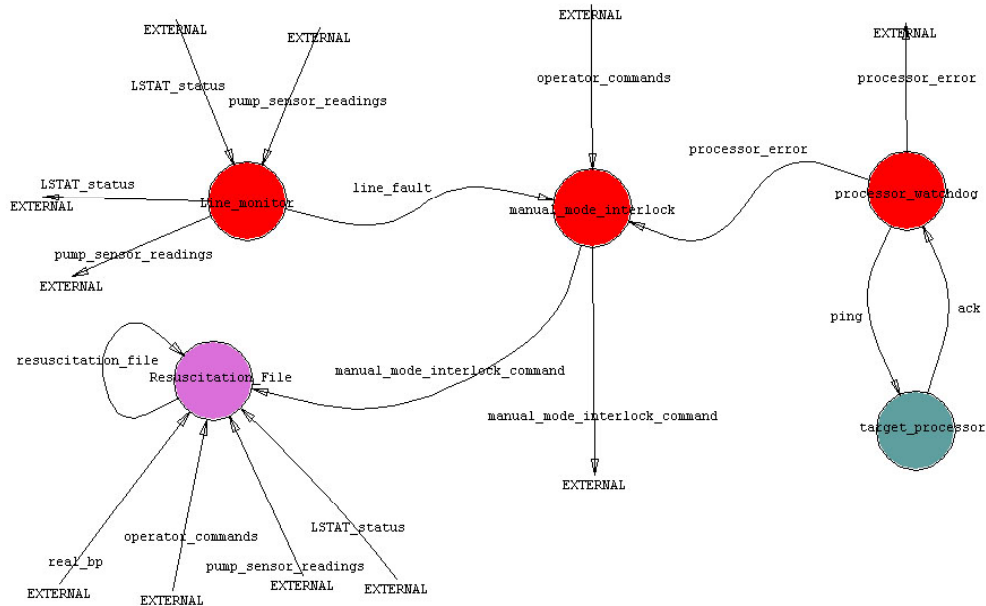 EXTERNAL
EXTERNAL
EXTERNAL
EXTERNAL
LSTAT_status
pump_sensor_readings
operator_commands
processor_error
processor_error
LSTAT_status
EXTERNAL
Line_monitor
line_fault
manual_mode_interlock
processor_watchdog
pump_sensor_readings
EXTERNAL
ping
ack
resuscitation_file
Resuscitation_File
manual_mode_interlock_command
manual_mode_interlock_command
target_processor
EXTERNAL
LSTAT_status
operator_commands
real_bp
pump_sensor_readings
EXTERNAL
EXTERNAL
EXTERNAL
EXTERNAL